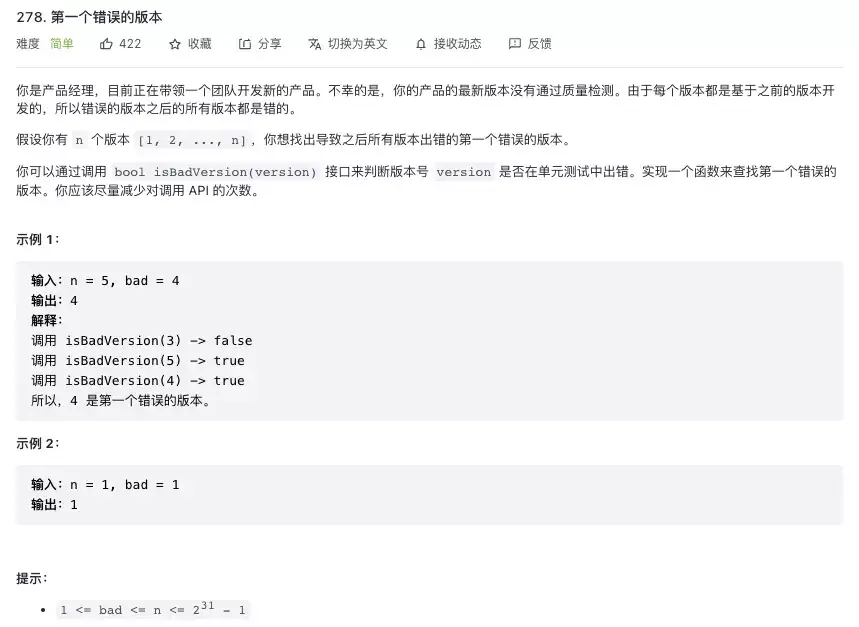 278. 第一个错误的版本
难度 简单 422 收藏 分享 切换为英文 接收动态 反馈
你是产品经理，目前正在带领一个团队开发新的产品。不幸的是，你的产品的最新版本没有通过质量检测。由于每个版本都是基于之前的版本开
发的，所以错误的版本之后的所有版本都是错的。
假设你有 n 个版本 [1, 2, ..., n]，你想找出导致之后所有版本出错的第一个错误的版本。
你可以通过调用 bool isBadVersion(version) 接口来判断版本号 version 是否在单元测试中出错。实现一个函数来查找第一个错误的
版本。你应该尽量减少对调用 API 的次数。
示例 1：
输入：n = 5, bad = 4
输出：4
解释：
调用 isBadVersion(3) -> false
调用 isBadVersion(5) -> true
调用 isBadVersion(4) -> true
所以，4 是第一个错误的版本。
示例 2：
输入：n = 1, bad = 1
输出：1
提示：
• 1 <= bad <= n <= 2³¹ - 1